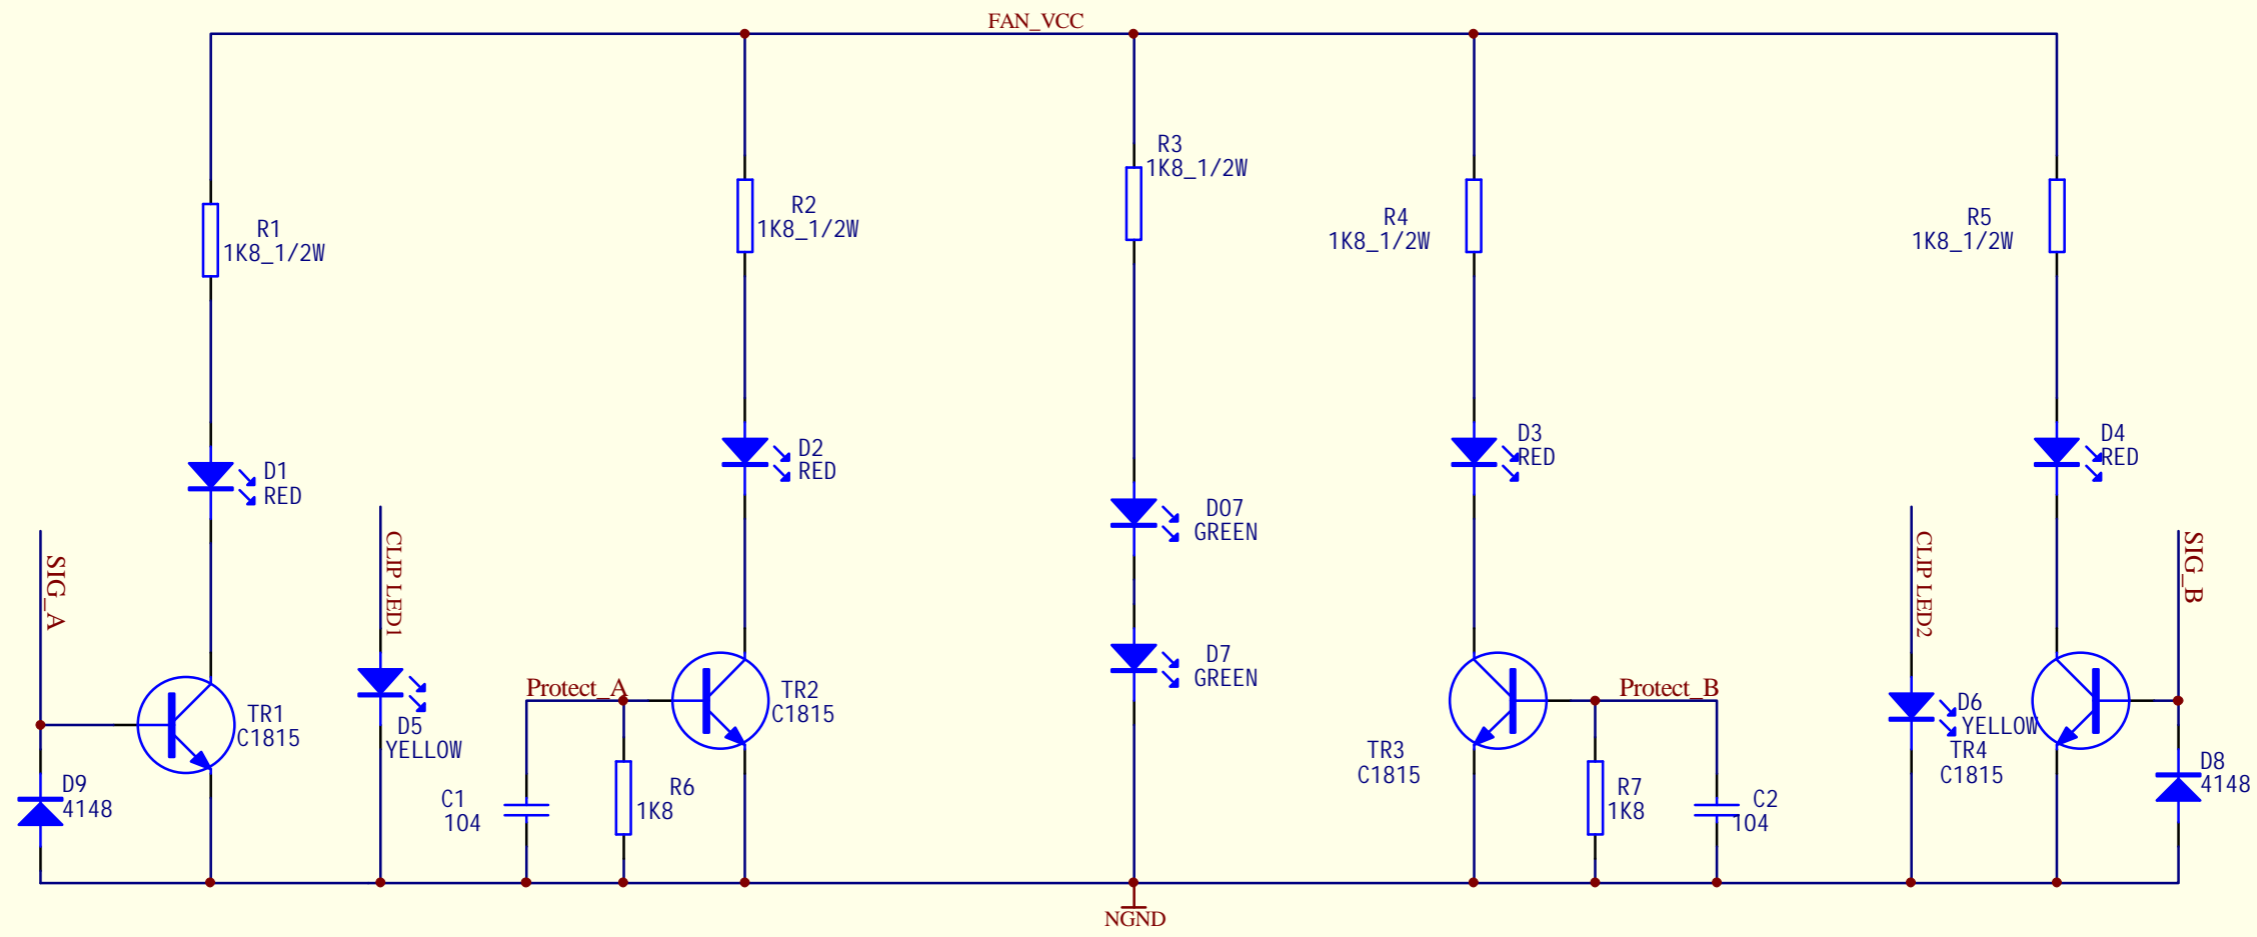 FAN_VCC
R3
1K8_1/2W
R2
1K8_1/2W
R1
1K8_1/2W
R4
1K8_1/2W
R5
1K8_1/2W
D1
RED
D2
RED
D3
RED
D4
RED
DO7
GREEN
SIG_A
CLIP LED1
CLIP LED2
SIG_B
D7
GREEN
Protect_A
Protect_B
TR1
C1815
D5
YELLOW
TR2
C1815
TR3
C1815
D6
YELLOW
TR4
C1815
D9
4148
C1
104
R6
1K8
R7
1K8
C2
104
D8
4148
NGND